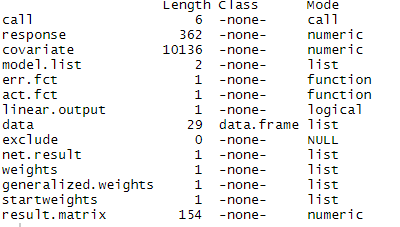 Length Class Mode
call 6 -none- call
response 362 -none- numeric
covariate 10136 -none- numeric
model.list 2 -none- list
err.fct 1 -none- function
act.fct 1 -none- function
linear.output 1 -none- logical
data 29 data.frame list
exclude 0 -none- NULL
net.result 1 -none- list
weights 1 -none- list
generalized.weights 1 -none- list
startweights 1 -none- list
result.matrix 154 -none- numeric